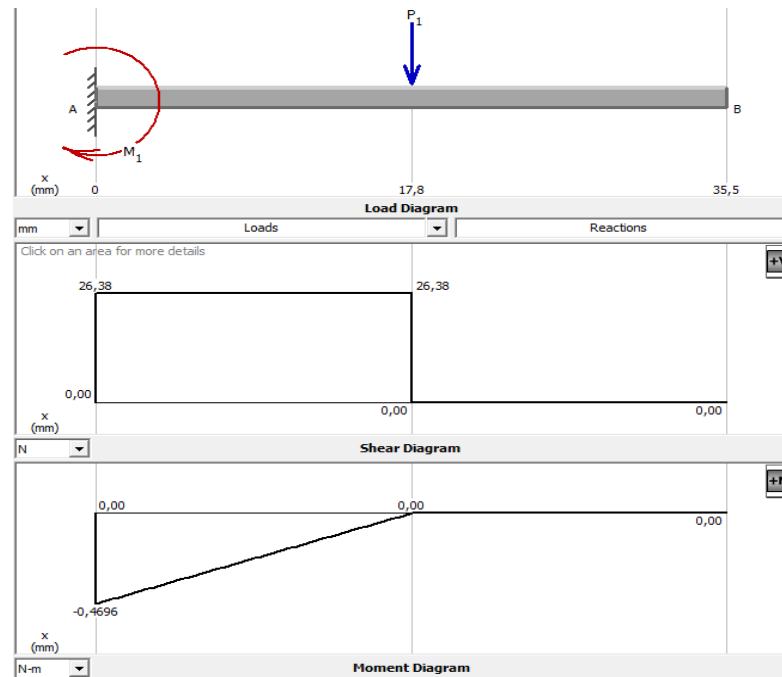 P1
A
B
M1
x
(mm)
0
17,8
35,5
Load Diagram
mm
Loads
Reactions
Click on an area for more details
26,38
26,38
0,00
0,00
0,00
x
(mm)
N
Shear Diagram
0,00
0,00
0,00
-0,4696
x
(mm)
N-m
Moment Diagram